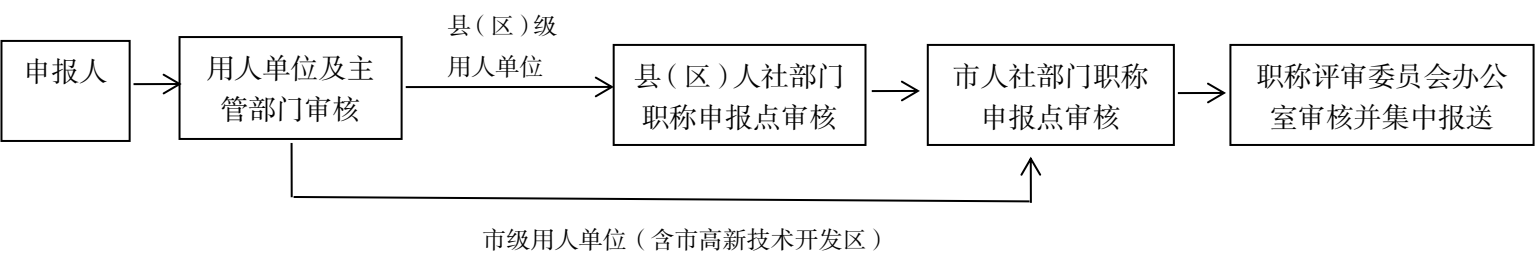 申报人
用人单位及主
管部门审核
县（区）级
用人单位
县（区）人社部门
职称申报点审核
市人社部门职称
申报点审核
职称评审委员会办公
室审核并集中报送
市级用人单位（含市高新技术开发区）